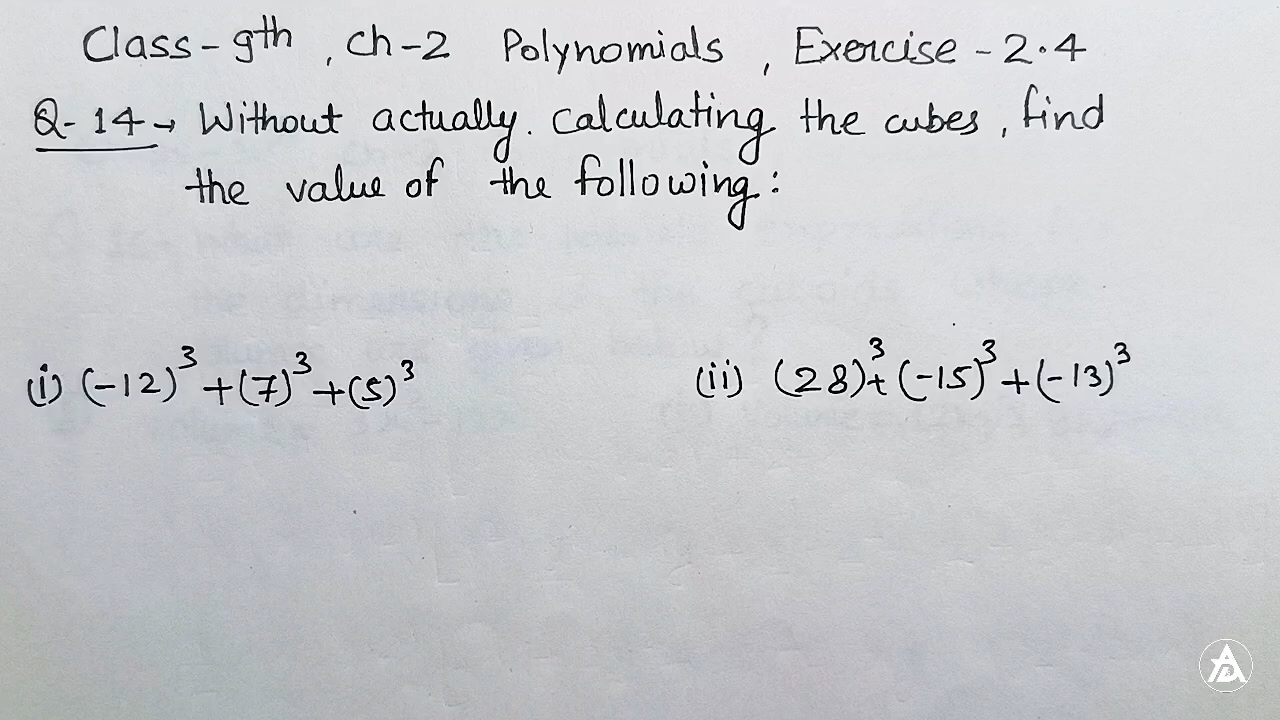 Class - 9th , Ch - 2 Polynomials , Exercise - 2.4
Q- 14 → Without actually. calculating the cubes , find
the value of the following :
(i) (-12)³ + (7)³ + (5)³
(ii) (28)³ + (-15)³ + (-13)³